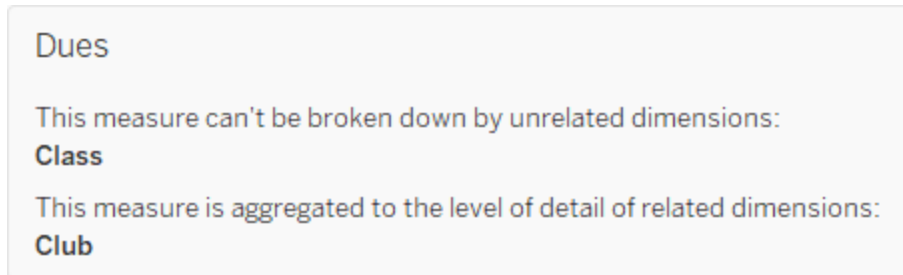 Dues
This measure can't be broken down by unrelated dimensions:
Class
This measure is aggregated to the level of detail of related dimensions:
Club